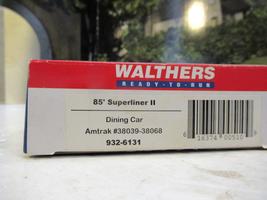 WALTHERS
READY-TO-RUN
85' Superliner II
Dining Car
Amtrak #38039-38068
932-6131